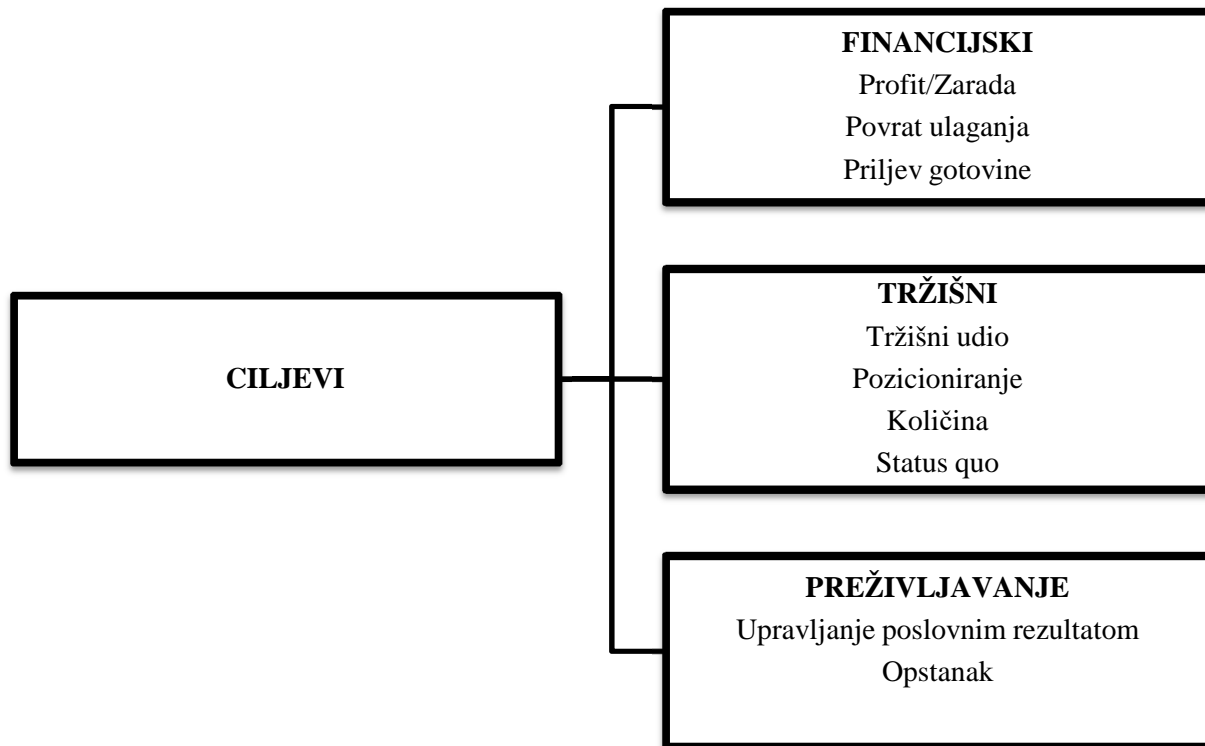 FINANCIJSKI
Profit/Zarada
Povrat ulaganja
Priljev gotovine
CILJEVI
TRŽIŠNI
Tržišni udio
Pozicioniranje
Količina
Status quo
PREŽIVLJAVANJE
Upravljanje poslovnim rezultatom
Opstanak